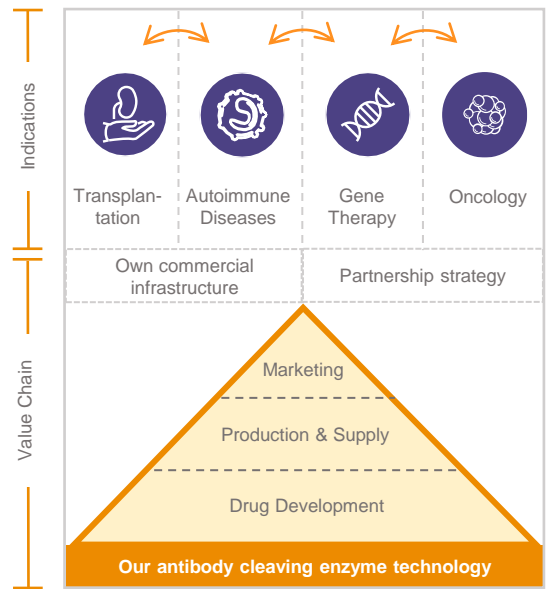 Indications
Transplan-
tation
Autoimmune
Diseases
Gene
Therapy
Oncology
Own commercial
infrastructure
Partnership strategy
Value Chain
Marketing
Production & Supply
Drug Development
Our antibody cleaving enzyme technology